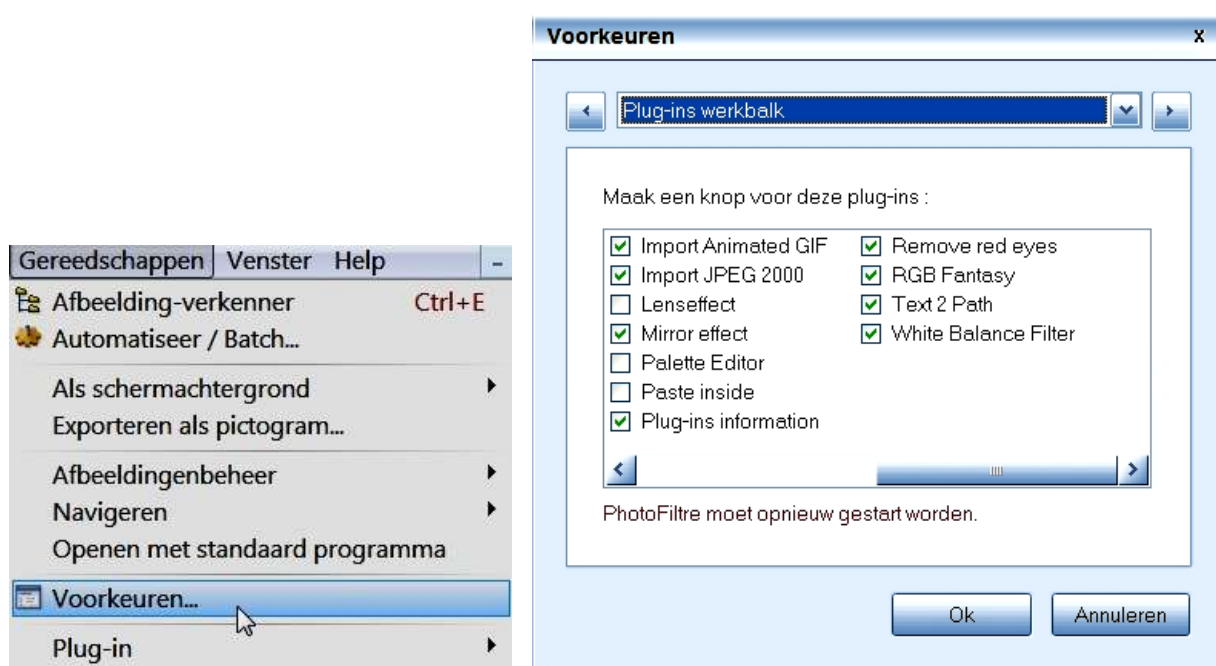 Gereedschappen Venster Help
Afbeelding-verkenner Ctrl+E
Automatiseer / Batch...
Als schermachtergrond
Exporteren als pictogram...
Afbeeldingenbeheer
Navigeren
Openen met standaard programma
Voorkeuren...
Plug-in
Voorkeuren x
Plug-ins werkbalk
Maak een knop voor deze plug-ins :
Import Animated GIF
Import JPEG 2000
Lenseffect
Mirror effect
Palette Editor
Paste inside
Plug-ins information
Remove red eyes
RGB Fantasy
Text 2 Path
White Balance Filter
PhotoFiltre moet opnieuw gestart worden.
Ok Annuleren